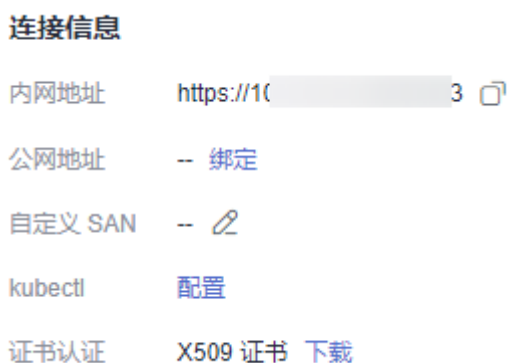 连接信息
内网地址 https://10 3
公网地址 -- 绑定
自定义 SAN -- 
kubectl 配置
证书认证 X509 证书 下载